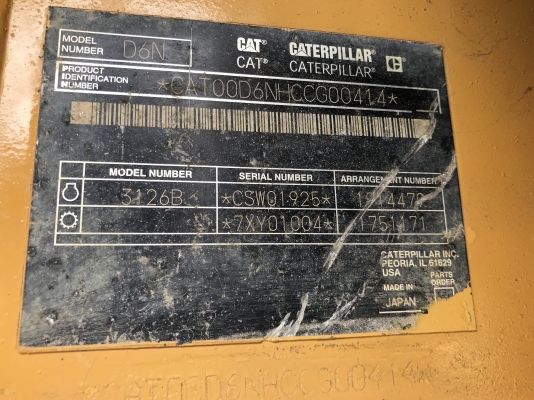 MODEL NUMBER D6N
CAT® CATERPILLAR®
CAT® CATERPILLAR® C
PRODUCT IDENTIFICATION NUMBER *CAT00D6NHCCG00414*
MODEL NUMBER SERIAL NUMBER ARRANGEMENT NUMBER
3126B *CSW01925*
*7XY01004* 1751171
CATERPILLAR INC.
PEORIA, IL 61629
USA
PARTS ORDER
MADE IN
JAPAN